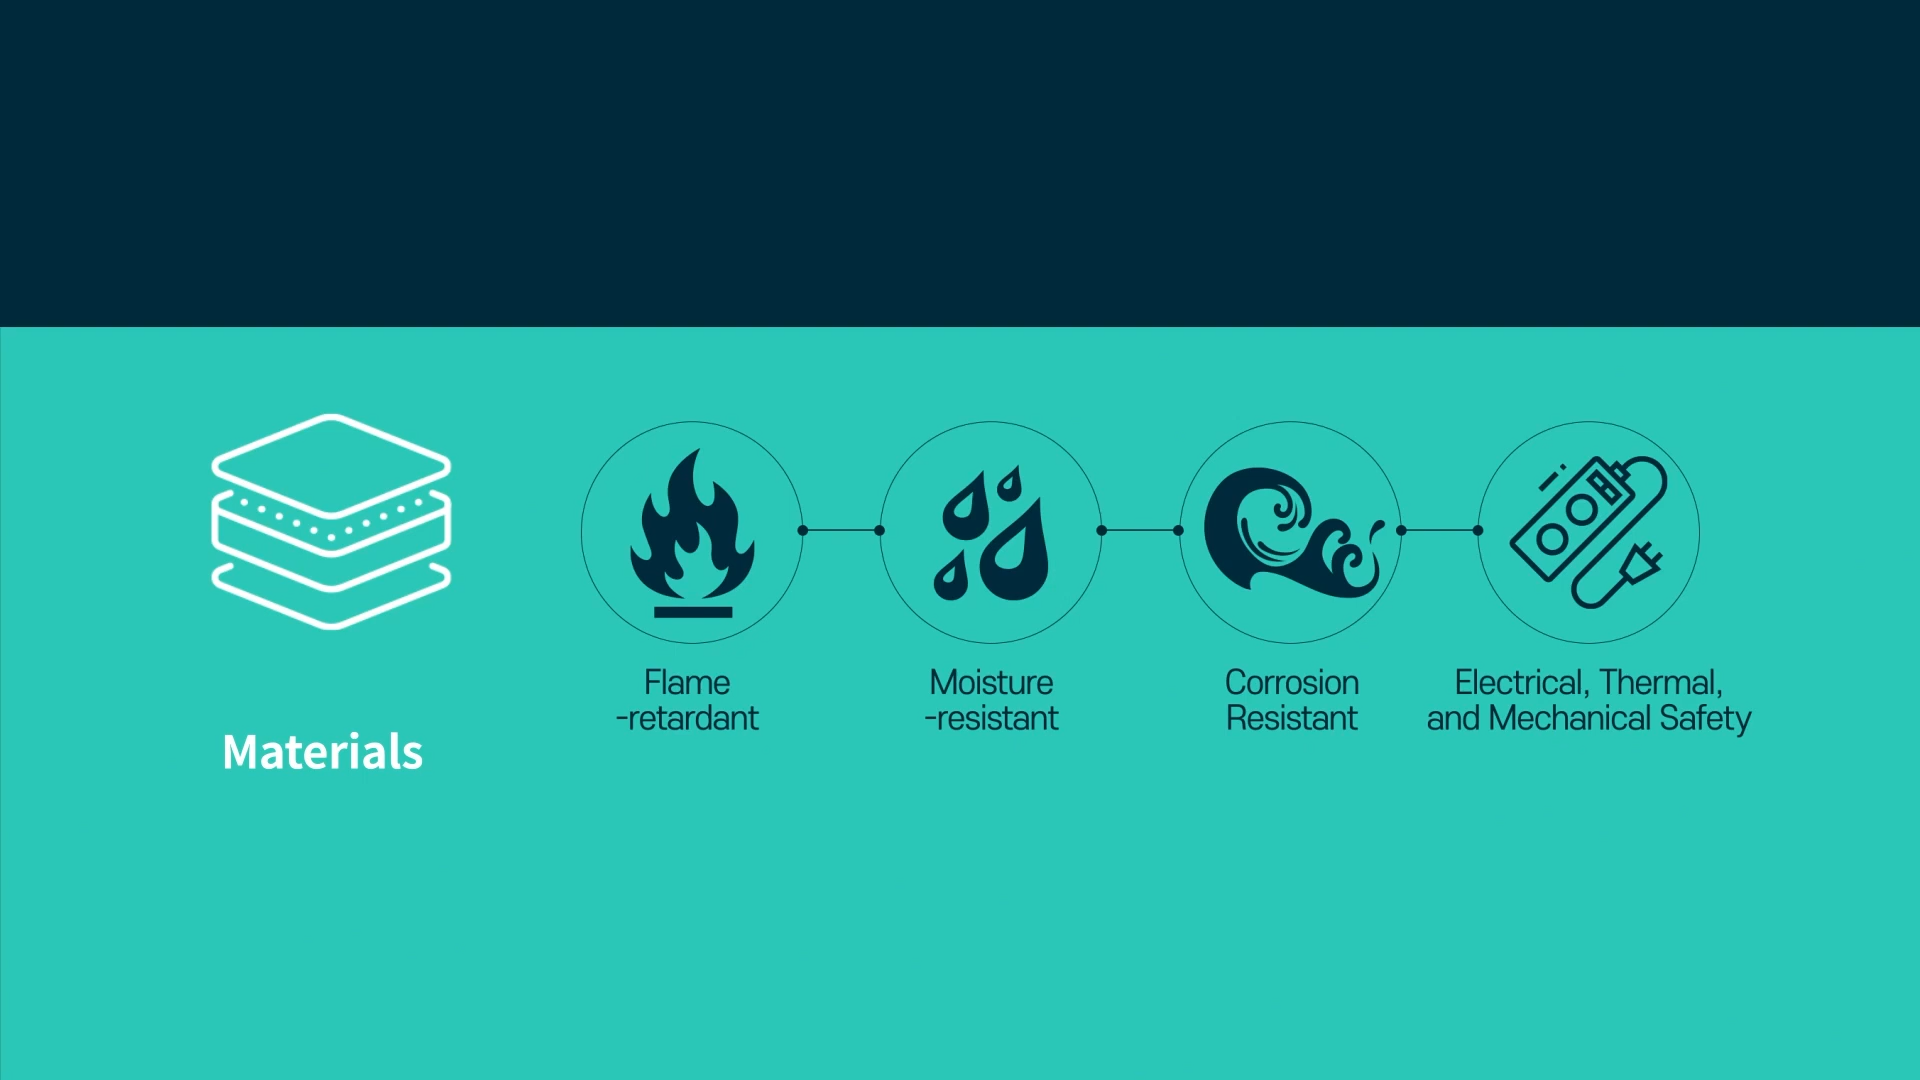 Materials
Flame
-retardant
Moisture
-resistant
Corrosion
Resistant
Electrical, Thermal,
and Mechanical Safety